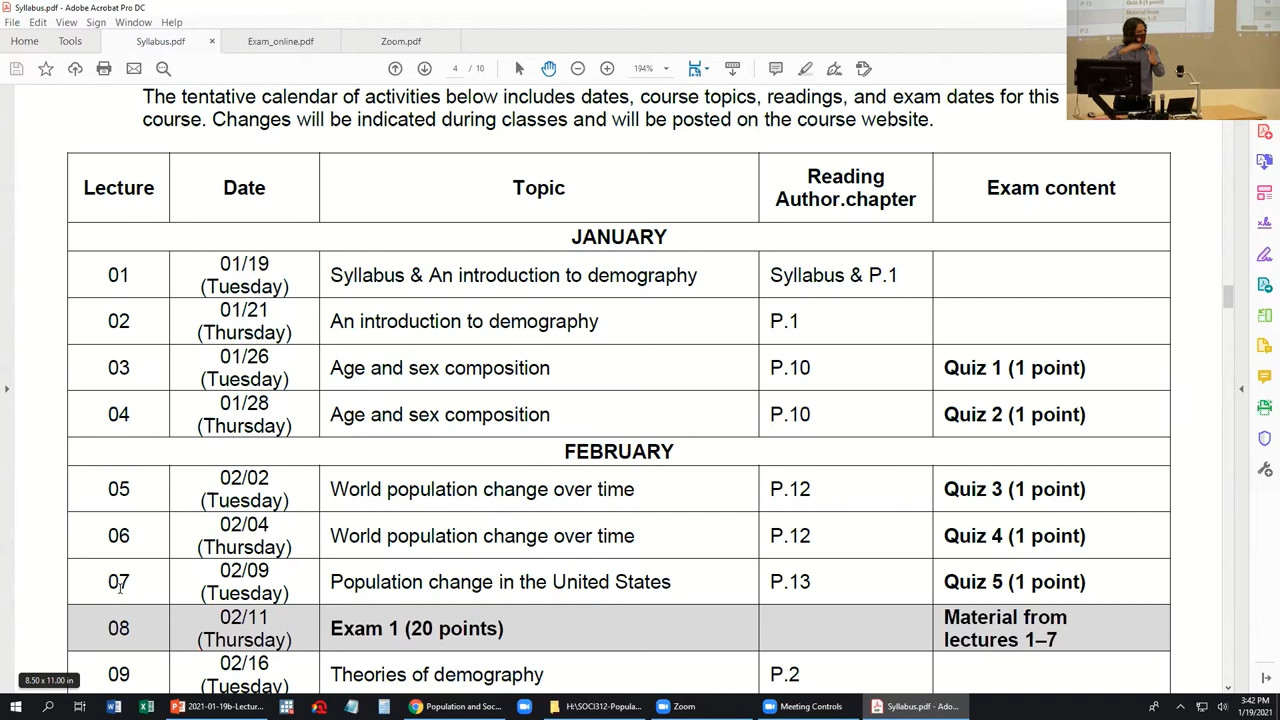 Syllabus.pdf - Adobe Acrobat Pro DC
File Edit View Sign Window Help
Home Tools Syllabus.pdf × Exam_online.pdf Zoom.pdf
4 / 10 194%
The tentative calendar of activities below includes dates, course topics, readings, and exam dates for this
course. Changes will be indicated during classes and will be posted on the course website.
Lecture Date Topic Reading Author.chapter Exam content
JANUARY
01 01/19 (Tuesday) Syllabus & An introduction to demography Syllabus & P.1
02 01/21 (Thursday) An introduction to demography P.1
03 01/26 (Tuesday) Age and sex composition P.10 Quiz 1 (1 point)
04 01/28 (Thursday) Age and sex composition P.10 Quiz 2 (1 point)
FEBRUARY
05 02/02 (Tuesday) World population change over time P.12 Quiz 3 (1 point)
06 02/04 (Thursday) World population change over time P.12 Quiz 4 (1 point)
07 02/09 (Tuesday) Population change in the United States P.13 Quiz 5 (1 point)
08 02/11 (Thursday) Exam 1 (20 points) Material from lectures 1–7
09 02/16 (Tuesday) Theories of demography P.2
8.50 x 11.00 in
2021-01-19b-Lectur... Population and Soc... H:\SOCI312-Popula... Zoom Meeting Controls Syllabus.pdf - Ado...
3:42 PM
1/19/2021